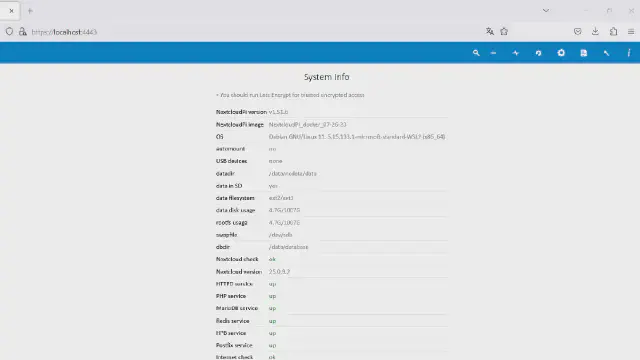 https://localhost:4443
System Info
• You should run Lets Encrypt for trusted encrypted access
NextcloudPi version v1.51.6
NextcloudPi image NextcloudPi_docker_07-26-23
OS Debian GNU/Linux 11. 5.15.133.1-microsoft-standard-WSL2 (x86_64)
automount no
USB devices none
datadir /data/ncdata/data
data in SD yes
data filesystem ext2/ext3
data disk usage 4.7G/1007G
rootfs usage 4.7G/1007G
swapfile /dev/sdb
dbdir /data/database
Nextcloud check ok
Nextcloud version 25.0.9.2
HTTPD service up
PHP service up
MariaDB service up
Redis service up
HPB service up
Postfix service up
Internet check ok